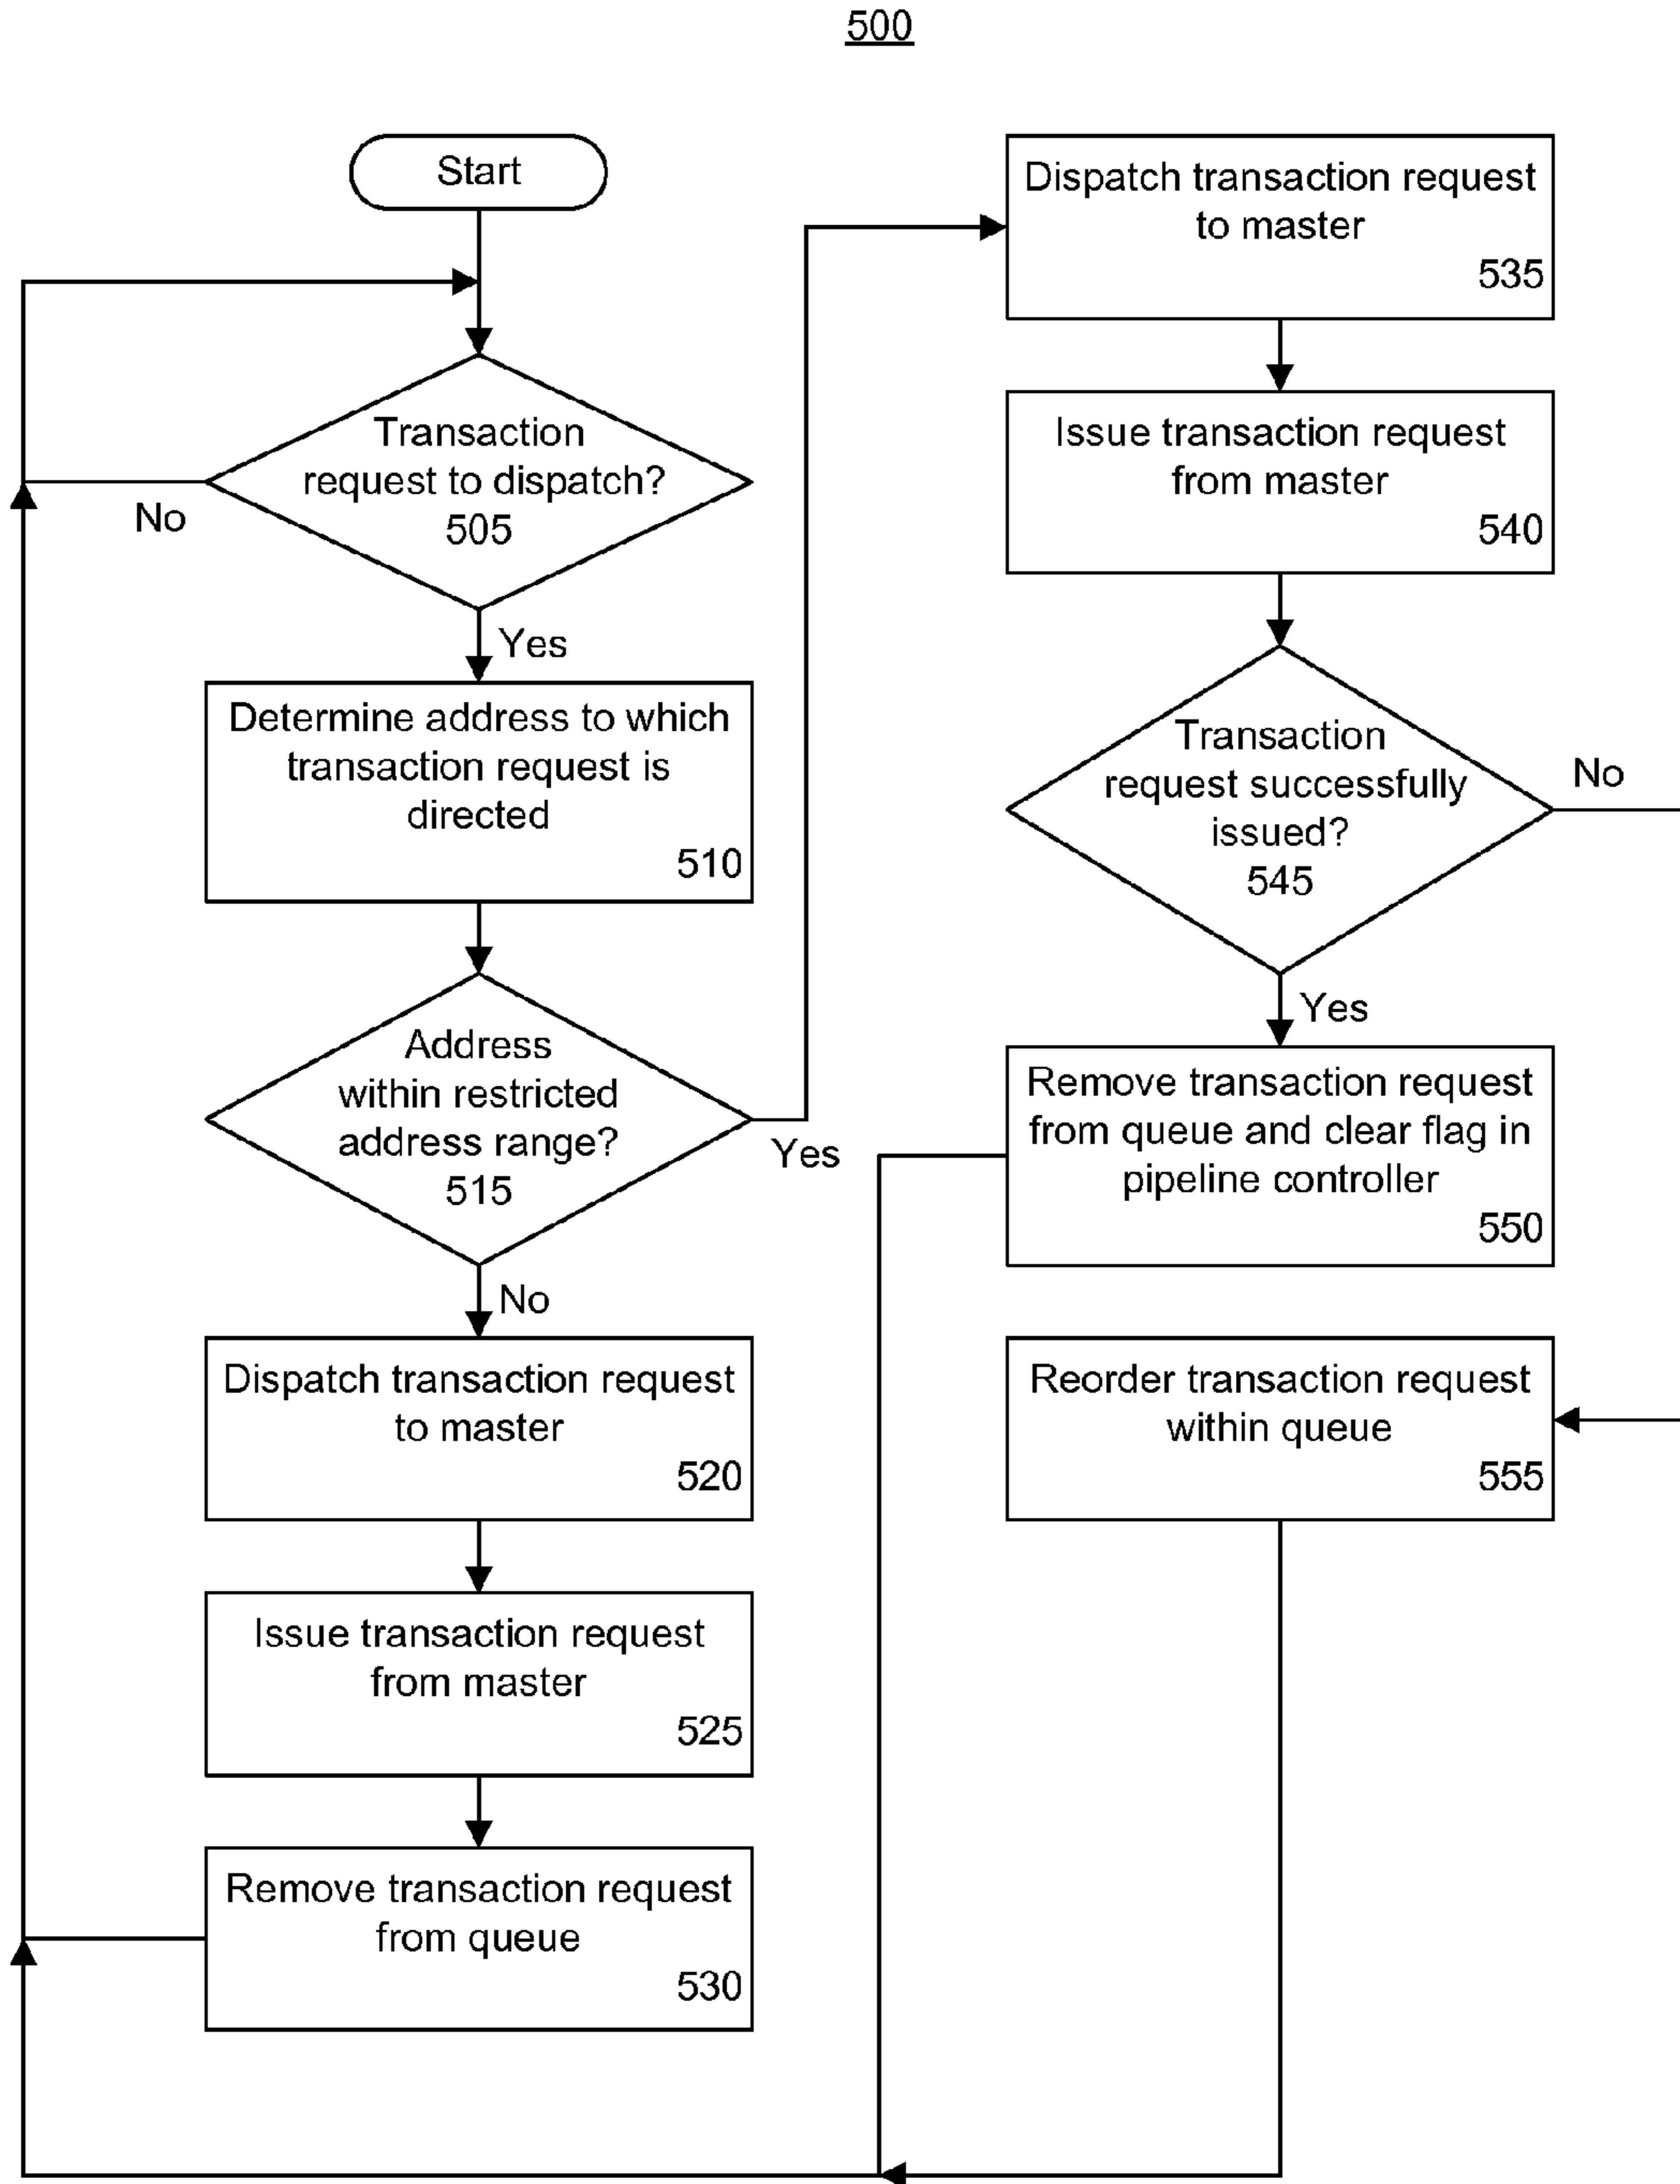 500
Start
Transaction
request to dispatch?
505
No
Yes
Determine address to which
transaction request is
directed
510
Address
within restricted
address range?
515
Yes
No
Dispatch transaction request
to master
520
Issue transaction request
from master
525
Remove transaction request
from queue
530
Dispatch transaction request
to master
535
Issue transaction request
from master
540
Transaction
request successfully
issued?
545
No
Yes
Remove transaction request
from queue and clear flag in
pipeline controller
550
Reorder transaction request
within queue
555